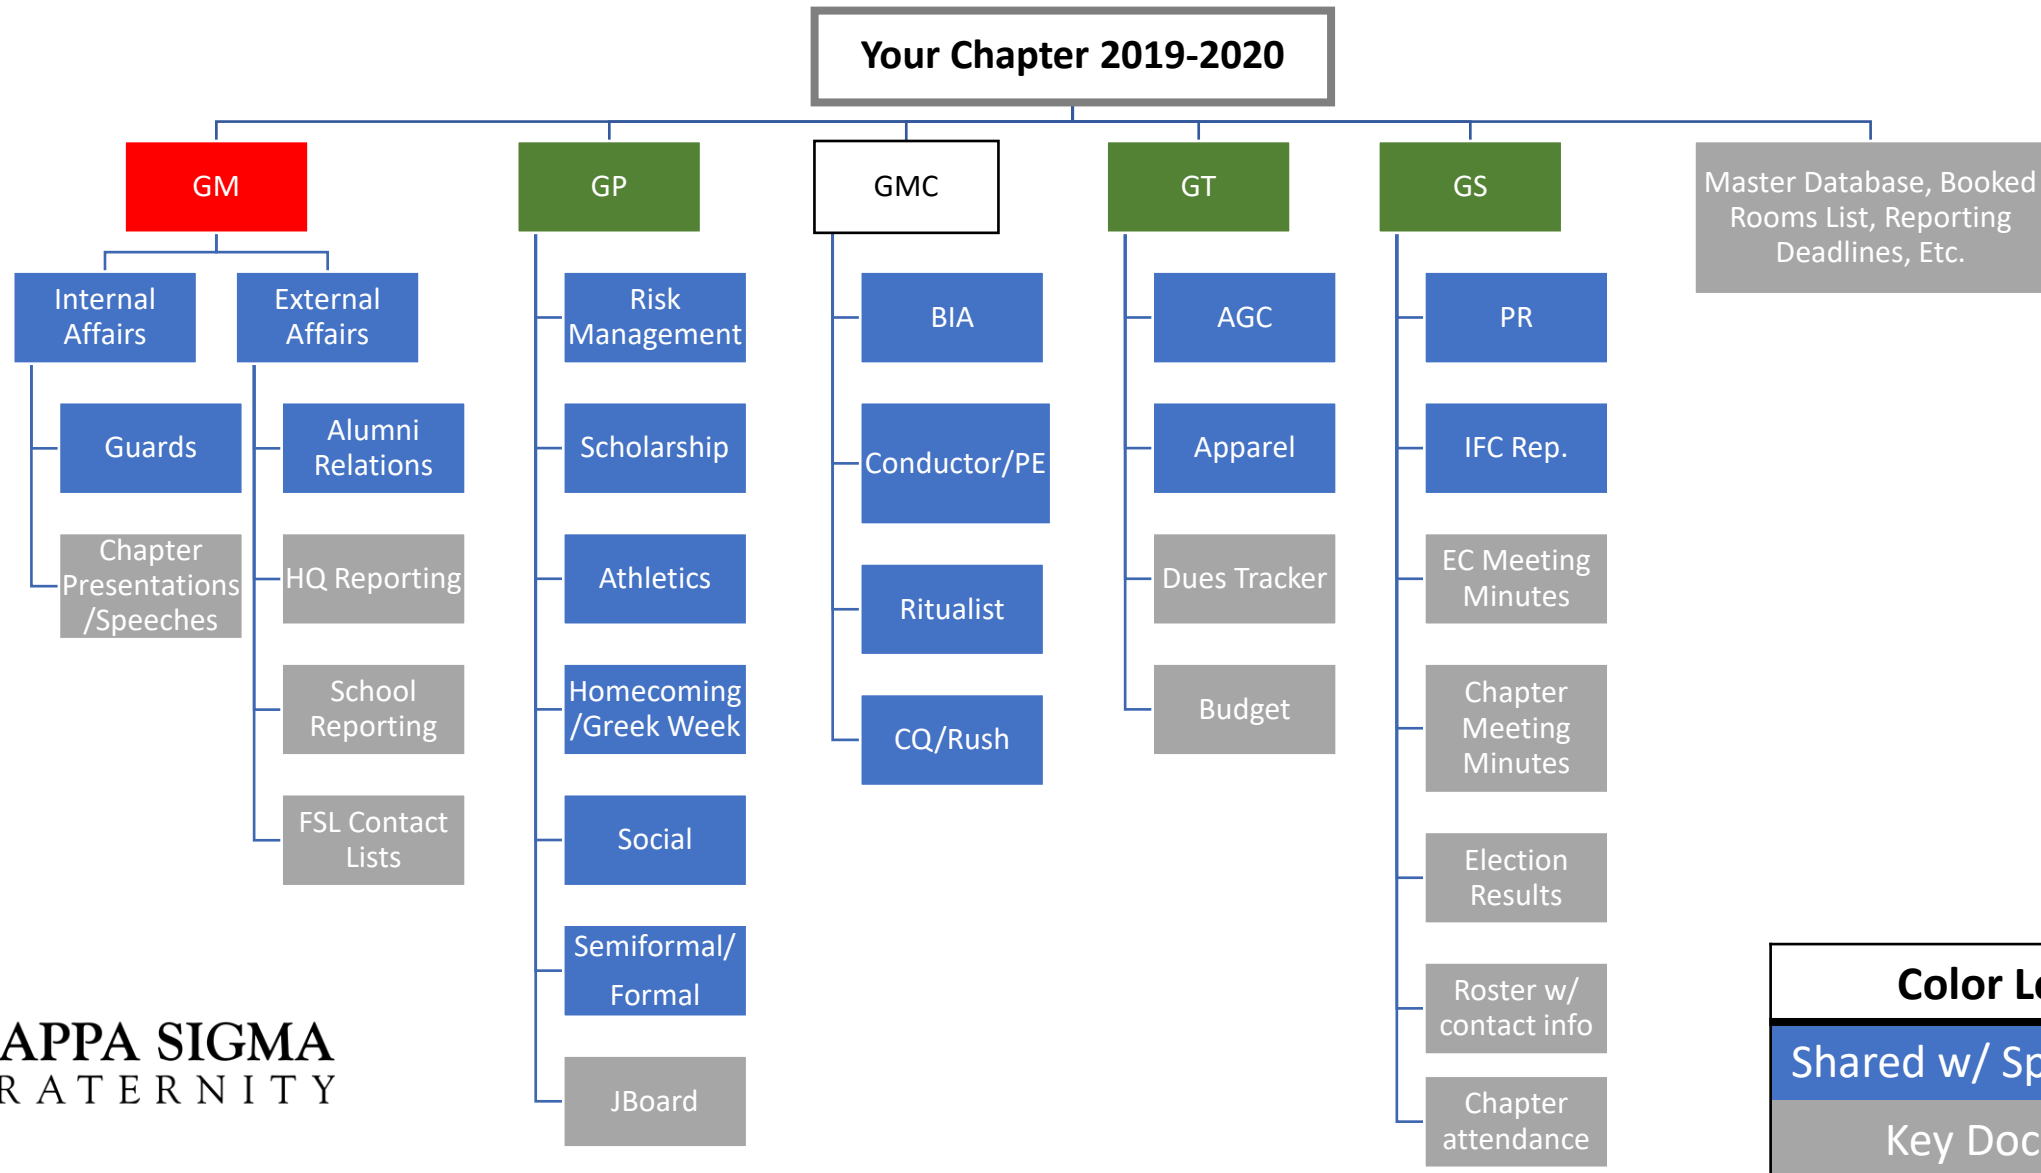 Your Chapter 2019-2020
GM
GP
GMC
GT
GS
Master Database, Booked
Rooms List, Reporting
Deadlines, Etc.
Internal
Affairs
External
Affairs
Guards
Chapter
Presentations
/Speeches
Alumni
Relations
HQ Reporting
School
Reporting
FSL Contact
Lists
Risk
Management
Scholarship
Athletics
Homecoming
/Greek Week
Social
Semiformal/
Formal
JBoard
BIA
Conductor/PE
Ritualist
CQ/Rush
AGC
Apparel
Dues Tracker
Budget
PR
IFC Rep.
EC Meeting
Minutes
Chapter
Meeting
Minutes
Election
Results
Roster w/
contact info
Chapter
attendance
APPA SIGMA
RATERNITY
Color
Shared w/
Key